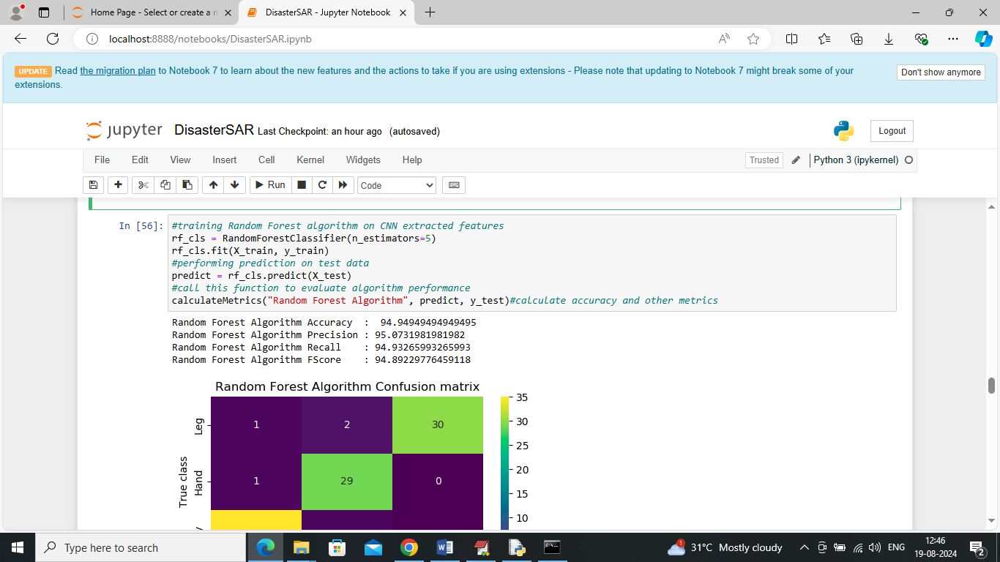 Home Page - Select or create a n
DisasterSAR - Jupyter Notebook
localhost:8888/notebooks/DisasterSAR.ipynb
UPDATE Read the migration plan to Notebook 7 to learn about the new features and the actions to take if you are using extensions - Please note that updating to Notebook 7 might break some of your
extensions.
Don't show anymore
jupyter DisasterSAR Last Checkpoint: an hour ago (autosaved)
Logout
File Edit View Insert Cell Kernel Widgets Help
Trusted
Python 3 (ipykernel)
Run
Code
In [56]:
#training Random Forest algorithm on CNN extracted features
rf_cls = RandomForestClassifier(n_estimators=5)
rf_cls.fit(X_train, y_train)
#performing prediction on test data
predict = rf_cls.predict(X_test)
#call this function to evaluate algorithm performance
calculateMetrics("Random Forest Algorithm", predict, y_test)#calculate accuracy and other metrics
Random Forest Algorithm Accuracy  :  94.94949494949495
Random Forest Algorithm Precision : 95.0731981981982
Random Forest Algorithm Recall    : 94.93265993265993
Random Forest Algorithm FScore    : 94.89229776459118
Random Forest Algorithm Confusion matrix
True class
Leg
1 2 30
Hand
1 29 0
35
30
25
20
15
10
Type here to search
1
31°C Mostly cloudy
ENG
12:46
19-08-2024
2